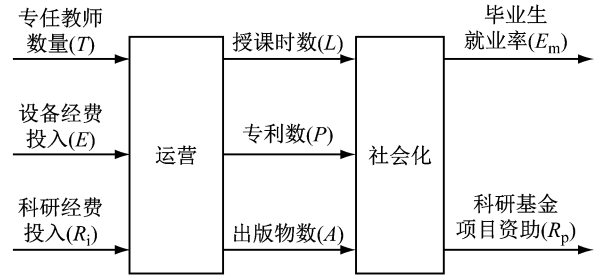 专任教师
数量(T)
设备经费
投入(E)
科研经费
投入(Ri)
运营
授课时数(L)
专利数(P)
出版物数(A)
社会化
毕业生
就业率(Em)
科研基金
项目资助(Rp)